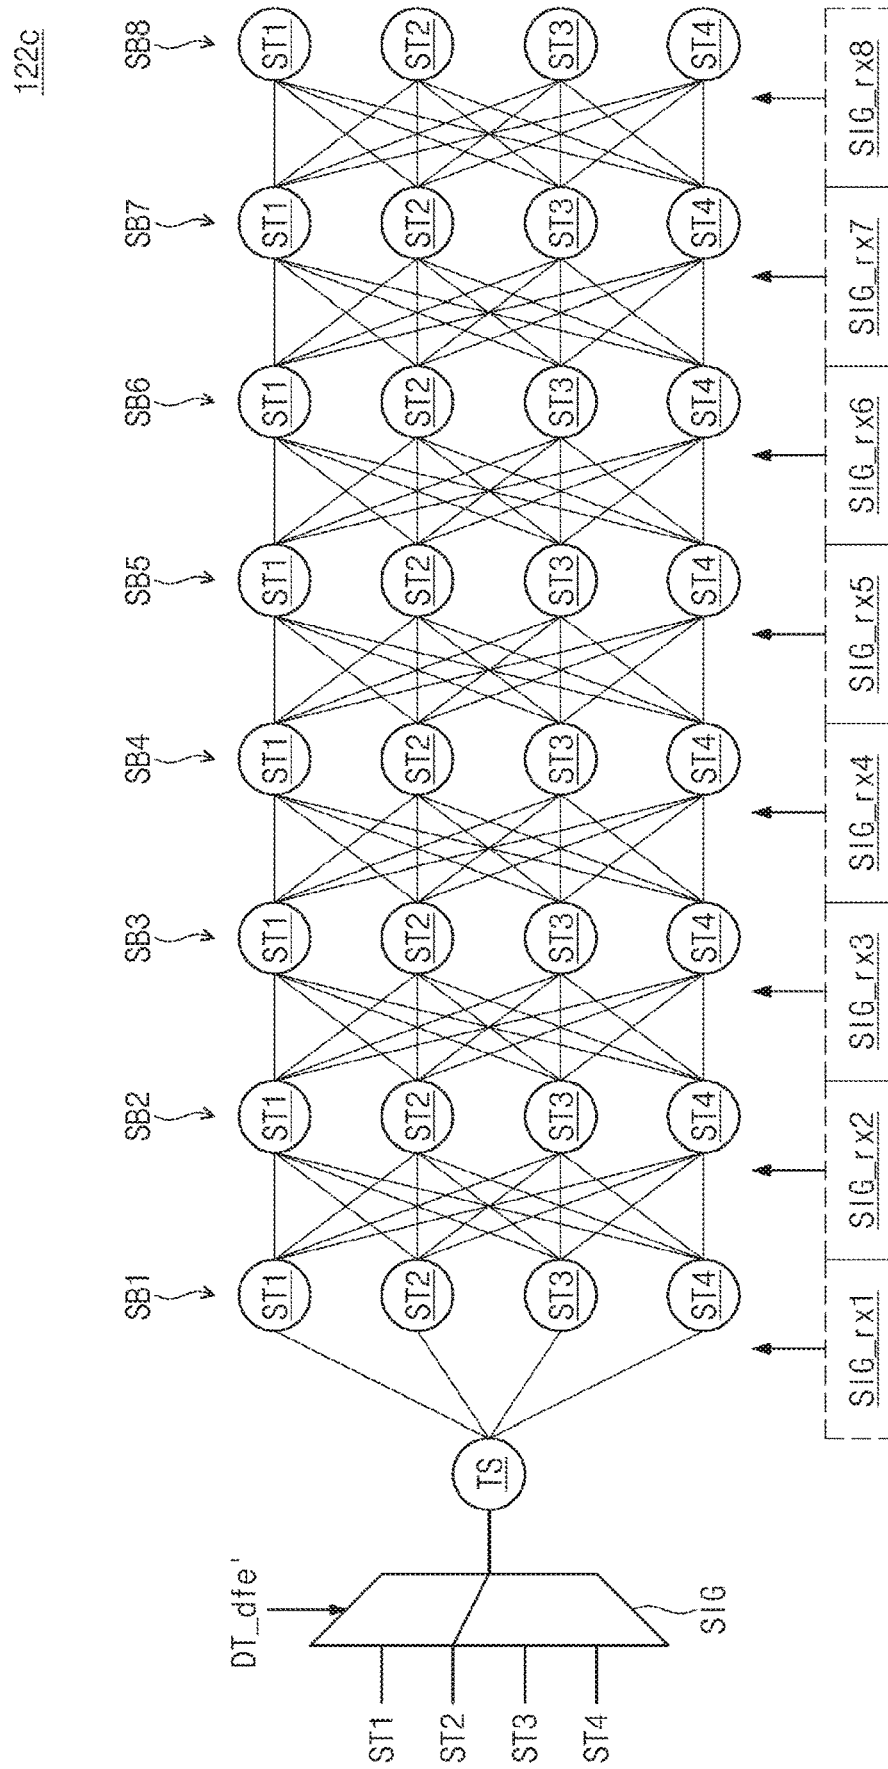 122c
SB1 SB2 SB3 SB4 SB5 SB6 SB7 SB8
DT_dfe'
ST1 ST1 ST1 ST1 ST1 ST1 ST1 ST1
ST2 ST2 ST2 ST2 ST2 ST2 ST2 ST2
ST3 ST3 ST3 ST3 ST3 ST3 ST3 ST3
ST4 ST4 ST4 ST4 ST4 ST4 ST4 ST4
TS
ST1
ST2
ST3
ST4
SIG
SIG_rx1 SIG_rx2 SIG_rx3 SIG_rx4 SIG_rx5 SIG_rx6 SIG_rx7 SIG_rx8